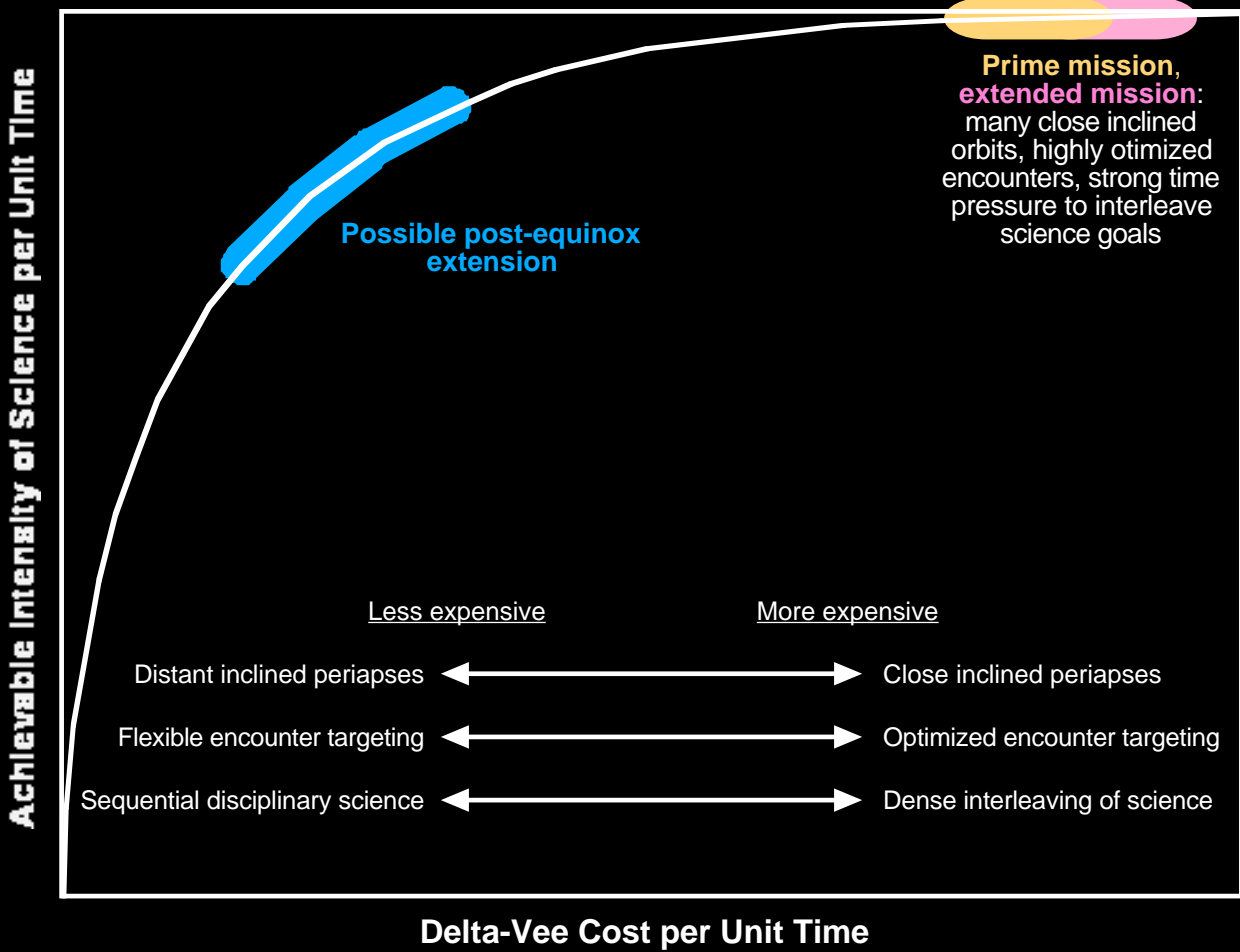 Achievable Intensity of Science per Unit Time
Prime mission,
extended mission:
many close inclined
orbits, highly otimized
encounters, strong time
pressure to interleave
science goals
Possible post-equinox
extension
Less expensive
More expensive
Distant inclined periapses
Close inclined periapses
Flexible encounter targeting
Optimized encounter targeting
Sequential disciplinary science
Dense interleaving of science
Delta-Vee Cost per Unit Time